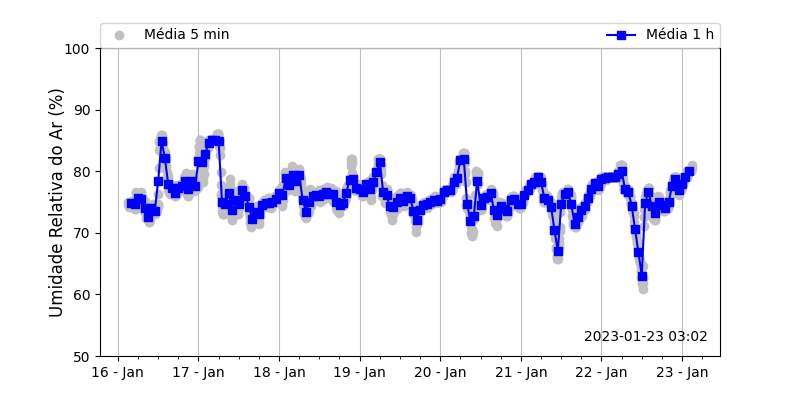 Média 5 min
Média 1 h
Umidade Relativa do Ar (%)
100
90
80
70
60
50
2023-01-23 03:02
16 - Jan
17 - Jan
18 - Jan
19 - Jan
20 - Jan
21 - Jan
22 - Jan
23 - Jan